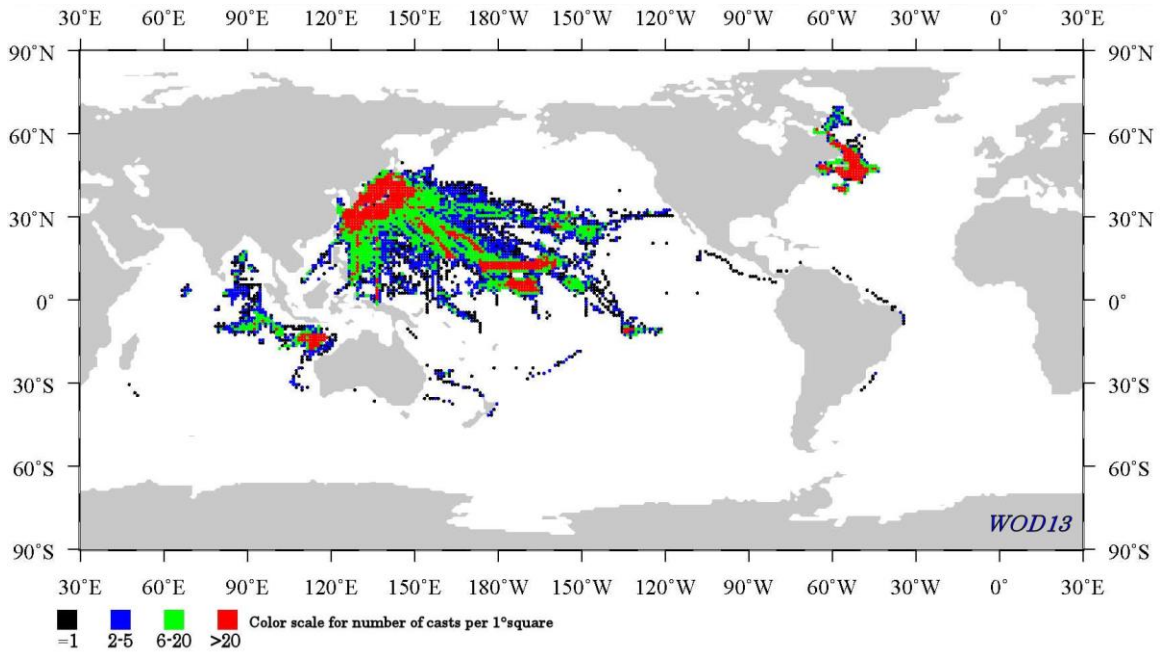 30˚E 60˚E 90˚E 120˚E 150˚E 180˚W 150˚W 120˚W 90˚W 60˚W 30˚W 0˚ 30˚E
90˚N 90˚N
60˚N 60˚N
30˚N 30˚N
0˚ 0˚
30˚S 30˚S
60˚S 60˚S
WOD13
90˚S 90˚S
30˚E 60˚E 90˚E 120˚E 150˚E 180˚W 150˚W 120˚W 90˚W 60˚W 30˚W 0˚ 30˚E
Color scale for number of casts per 1°square
=1 2-5 6-20 >20